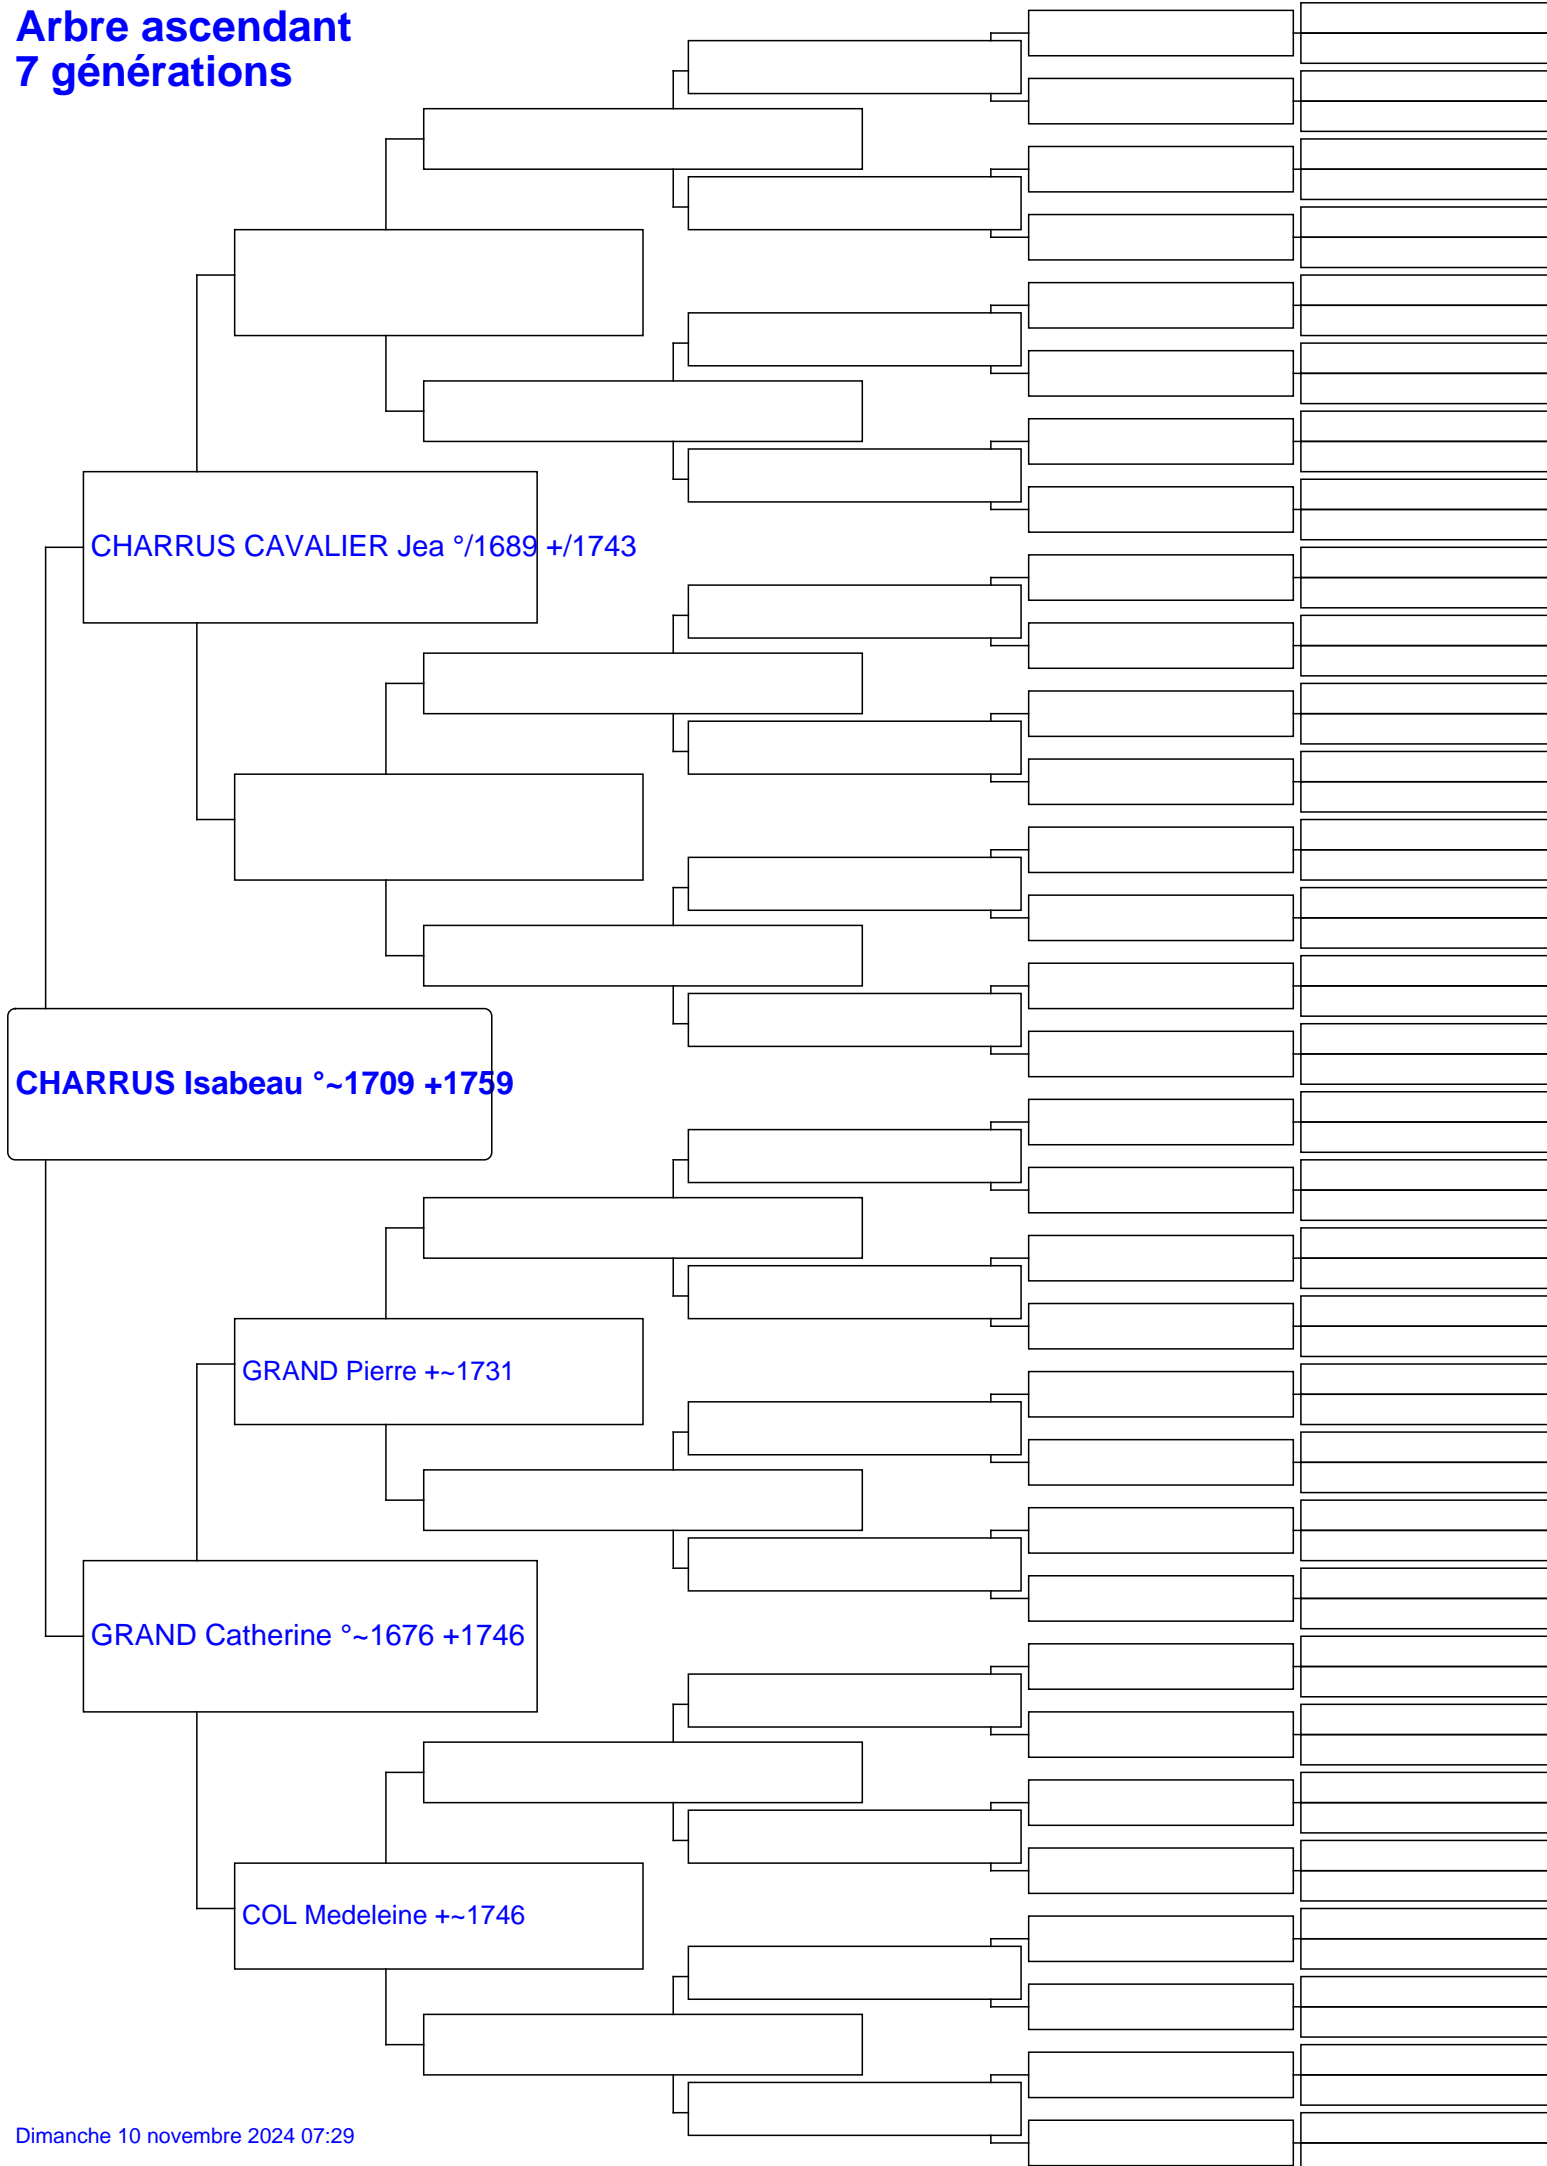 Arbre ascendant
7 générations
CHARRUS CAVALIER Jea °/1689 +/1743
CHARRUS Isabeau °~1709 +1759
GRAND Pierre +~1731
GRAND Catherine °~1676 +1746
COL Medeleine +~1746
Dimanche 10 novembre 2024 07:29